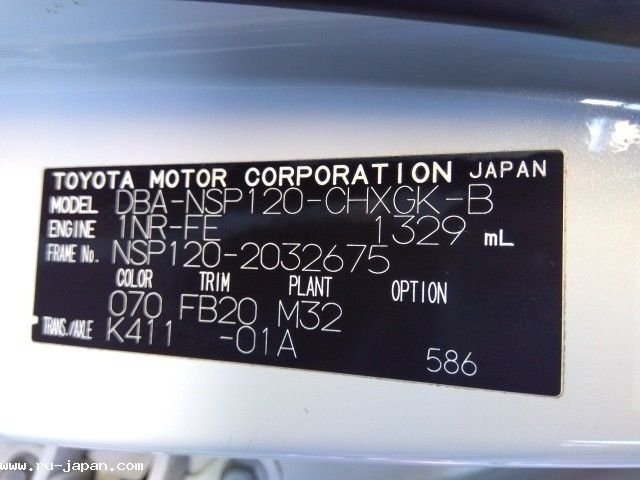 TOYOTA MOTOR CORPORATION JAPAN
MODEL DBA-NSP120-CHXGK-B
ENGINE 1NR-FE 1329 mL
FRAME No. NSP120-2032675
COLOR TRIM PLANT OPTION
070 FB20 M32
TRANS./AXLE K411 -01A
586
www.ru-japan.com